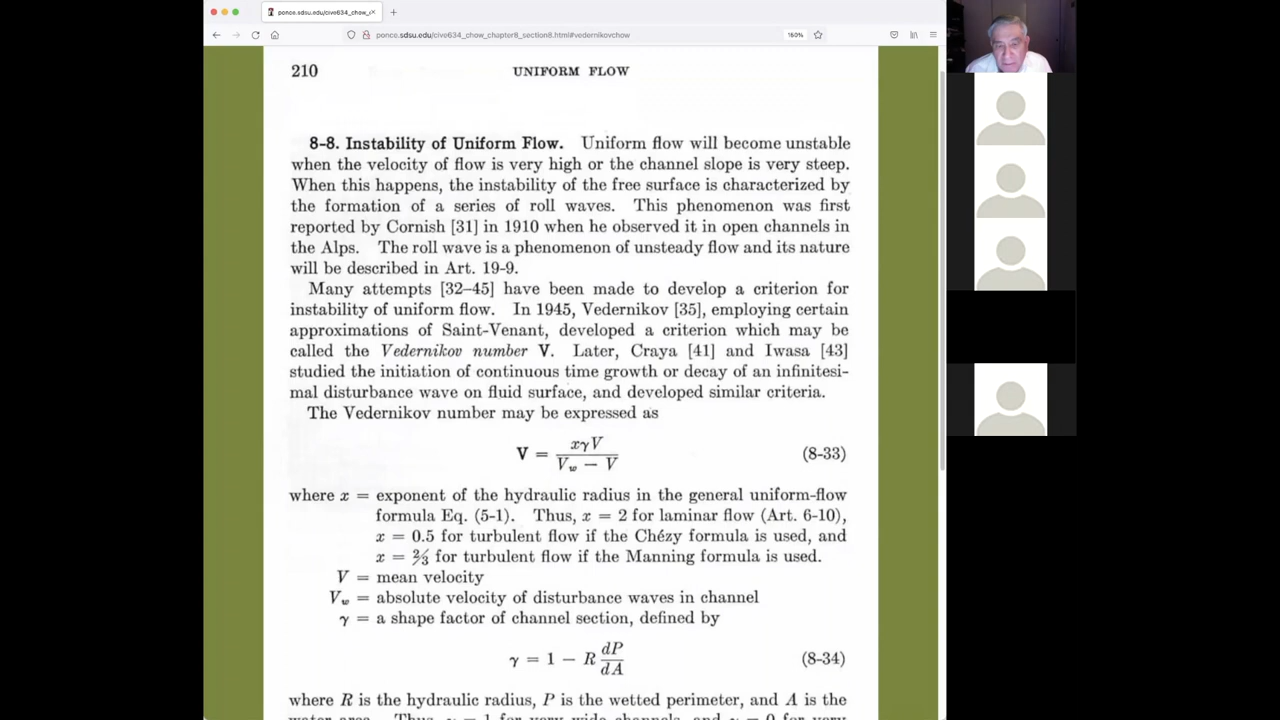 ponce.sdsu.edu/cive634_chow_c
ponce.sdsu.edu/cive634_chow_chapter8_section8.html#vedernikovchow
160%
210 UNIFORM FLOW
8-8. Instability of Uniform Flow. Uniform flow will become unstable
when the velocity of flow is very high or the channel slope is very steep.
When this happens, the instability of the free surface is characterized by
the formation of a series of roll waves. This phenomenon was first
reported by Cornish [31] in 1910 when he observed it in open channels in
the Alps. The roll wave is a phenomenon of unsteady flow and its nature
will be described in Art. 19-9.
Many attempts [32–45] have been made to develop a criterion for
instability of uniform flow. In 1945, Vedernikov [35], employing certain
approximations of Saint-Venant, developed a criterion which may be
called the Vedernikov number V. Later, Craya [41] and Iwasa [43]
studied the initiation of continuous time growth or decay of an infinitesi-
mal disturbance wave on fluid surface, and developed similar criteria.
The Vedernikov number may be expressed as
V = xγV / (V_w − V) (8-33)
where x = exponent of the hydraulic radius in the general uniform-flow
formula Eq. (5-1). Thus, x = 2 for laminar flow (Art. 6-10),
x = 0.5 for turbulent flow if the Chézy formula is used, and
x = 2/3 for turbulent flow if the Manning formula is used.
V = mean velocity
V_w = absolute velocity of disturbance waves in channel
γ = a shape factor of channel section, defined by
γ = 1 − R dP/dA (8-34)
where R is the hydraulic radius, P is the wetted perimeter, and A is the